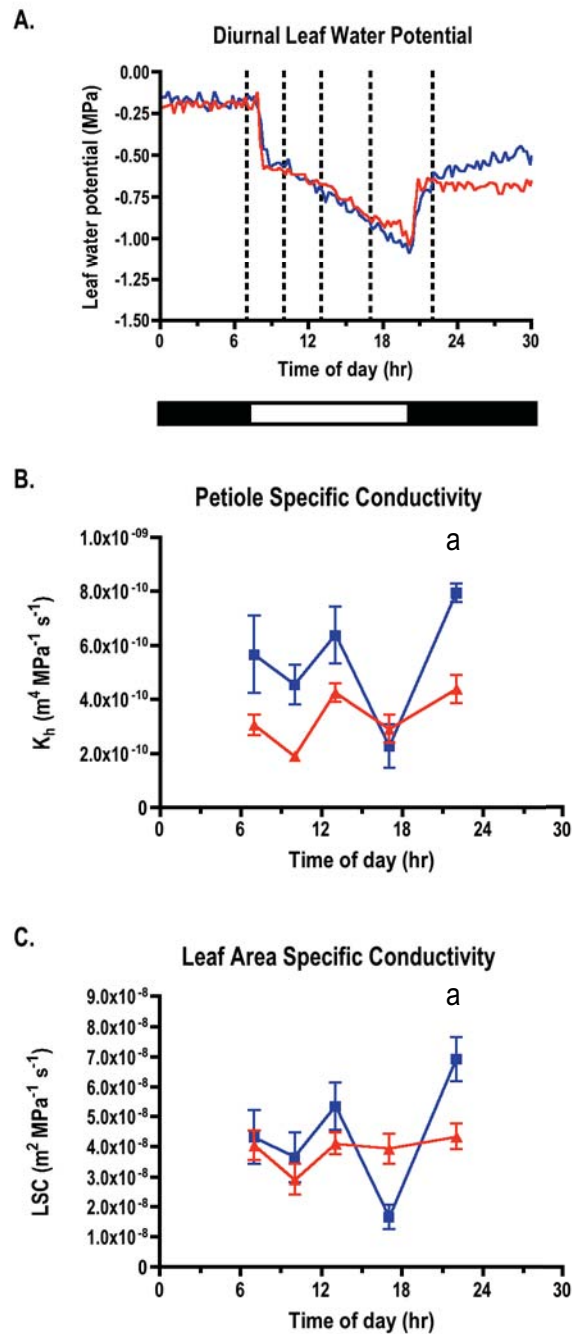 A.
Diurnal Leaf Water Potential
Leaf water potential (MPa)
0.00
-0.25
-0.50
-0.75
-1.00
-1.25
-1.50
0 6 12 18 24 30
Time of day (hr)
B.
Petiole Specific Conductivity
a
K_h (m^4 MPa^-1 s^-1)
1.0x10^-09
8.0x10^-10
6.0x10^-10
4.0x10^-10
2.0x10^-10
0
0 6 12 18 24 30
Time of day (hr)
C.
Leaf Area Specific Conductivity
a
LSC (m^2 MPa^-1 s^-1)
9.0x10^-8
8.0x10^-8
7.0x10^-8
6.0x10^-8
5.0x10^-8
4.0x10^-8
3.0x10^-8
2.0x10^-8
1.0x10^-8
0
0 6 12 18 24 30
Time of day (hr)